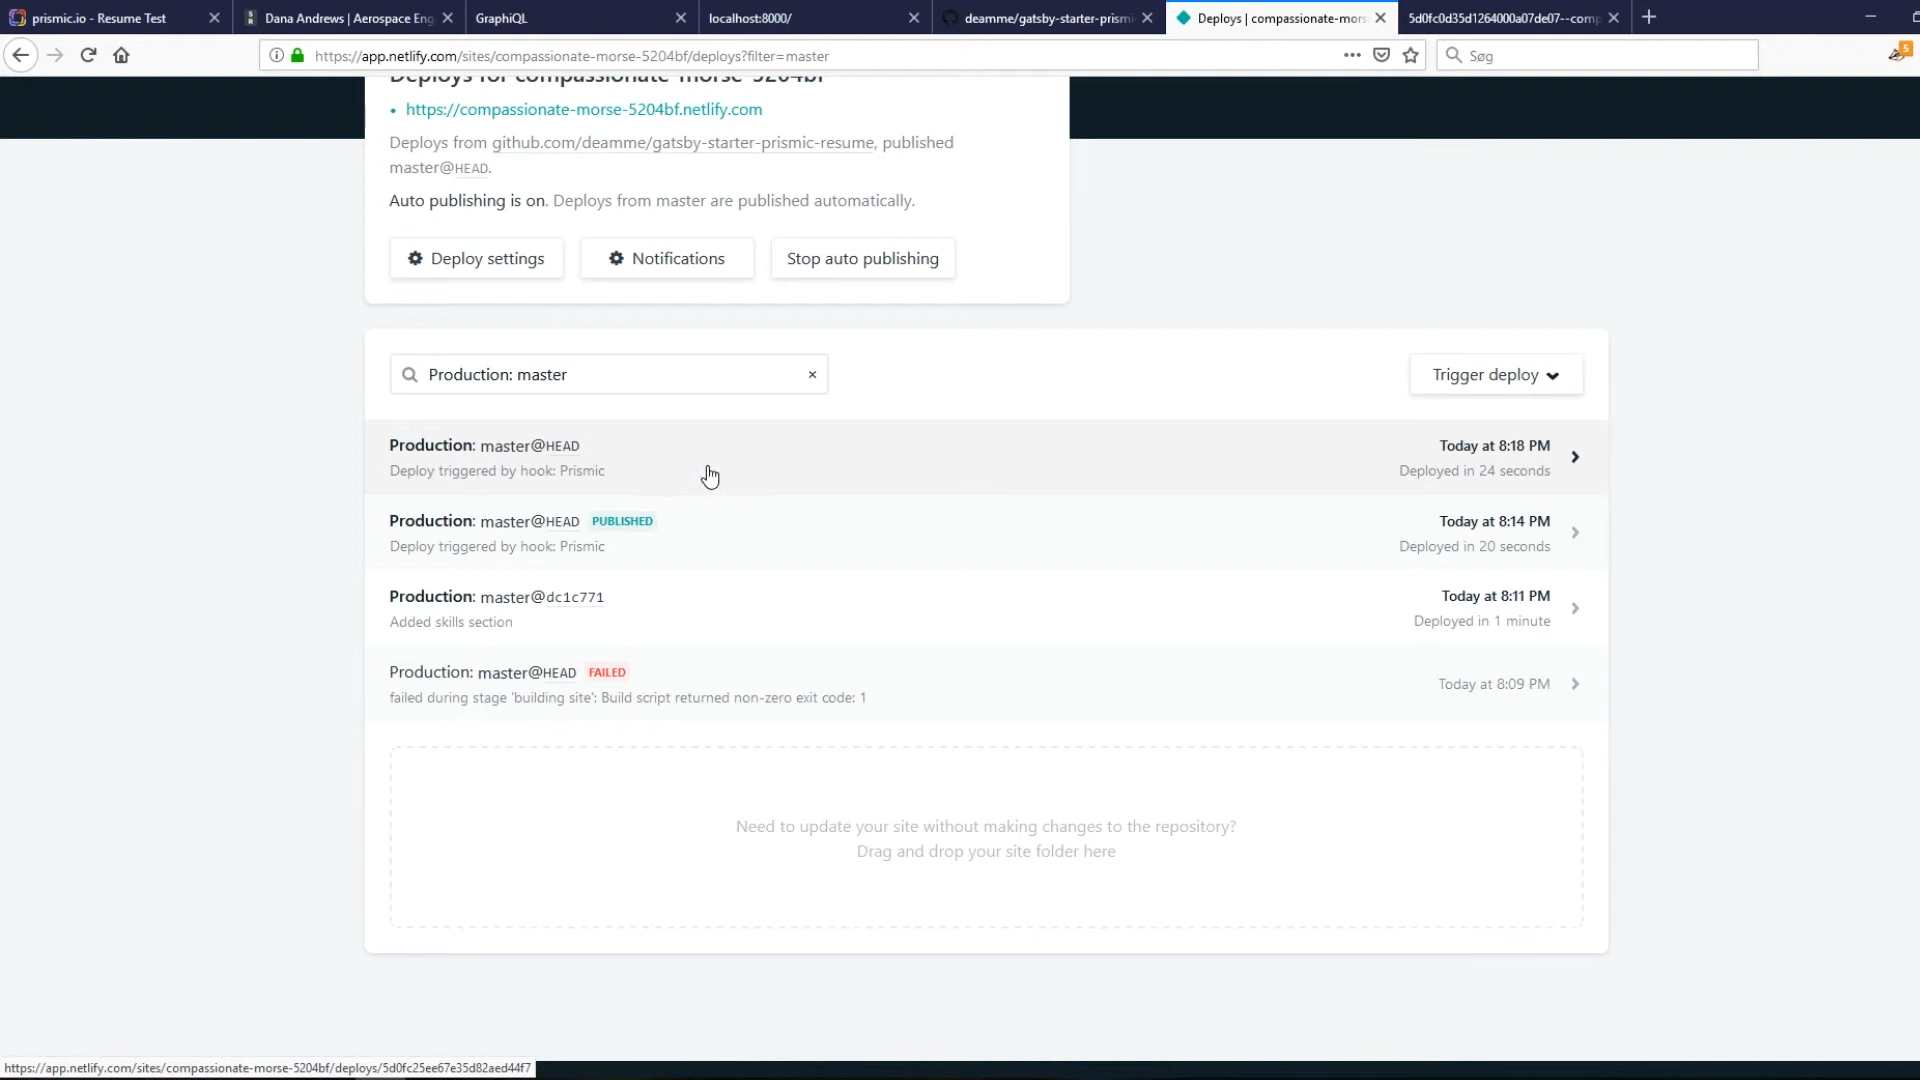 prismic.io - Resume Test
Dana Andrews | Aerospace Eng
GraphiQL
localhost:8000/
deamme/gatsby-starter-prismi
Deploys | compassionate-mors
5d0fc0d35d1264000a07de07--comp
https://app.netlify.com/sites/compassionate-morse-5204bf/deploys?filter=master
Søg
5
Deploys for compassionate-morse-5204bf
• https://compassionate-morse-5204bf.netlify.com
Deploys from github.com/deamme/gatsby-starter-prismic-resume, published
master@HEAD.
Auto publishing is on. Deploys from master are published automatically.
Deploy settings
Notifications
Stop auto publishing
Production: master
Trigger deploy
Production: master@HEAD
Today at 8:18 PM
Deploy triggered by hook: Prismic
Deployed in 24 seconds
Production: master@HEAD PUBLISHED
Today at 8:14 PM
Deploy triggered by hook: Prismic
Deployed in 20 seconds
Production: master@dc1c771
Today at 8:11 PM
Added skills section
Deployed in 1 minute
Production: master@HEAD FAILED
Today at 8:09 PM
failed during stage 'building site': Build script returned non-zero exit code: 1
Need to update your site without making changes to the repository?
Drag and drop your site folder here
https://app.netlify.com/sites/compassionate-morse-5204bf/deploys/5d0fc25ee67e35d82aed44f7